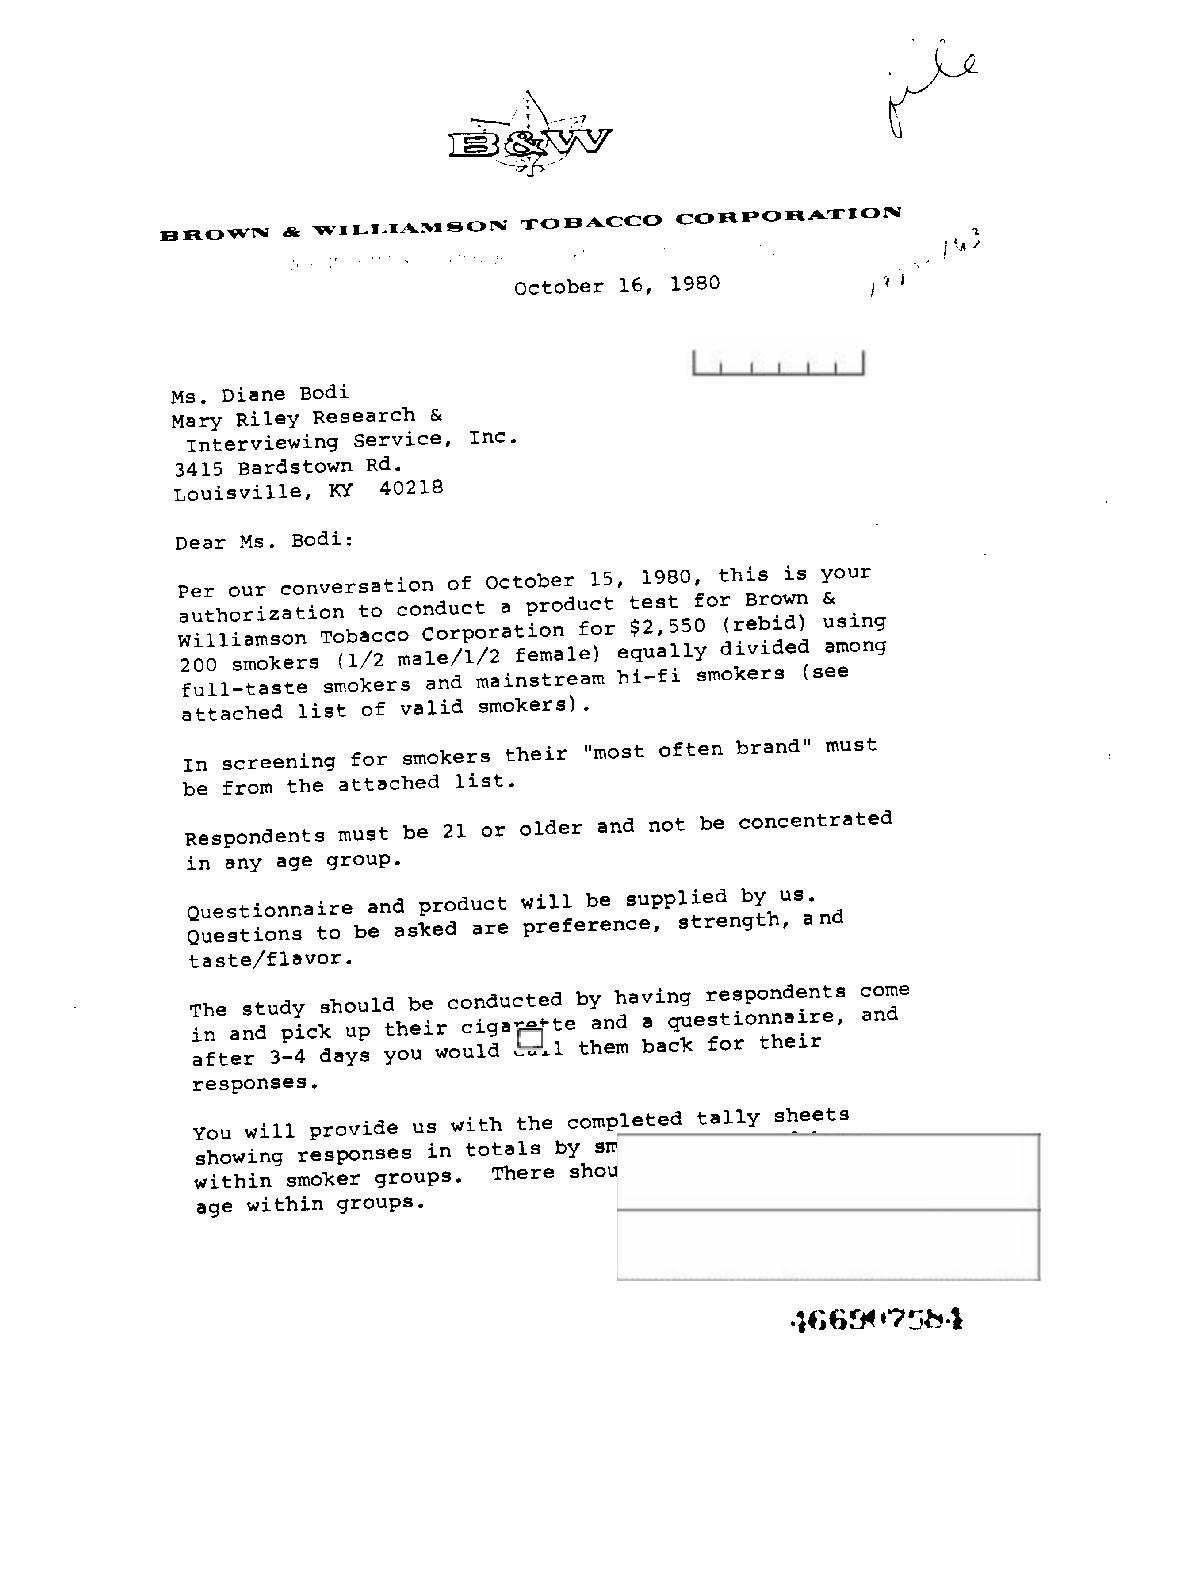 file
B&W
BROWN & WILLIAMSON TOBACCO CORPORATION
October 16, 1980
Ms. Diane Bodi
Mary Riley Research &
Interviewing Service, Inc.
3415 Bardstown Rd.
Louisville, KY 40218
Dear Ms. Bodi:
Per our conversation of October 15, 1980, this is your
authorization to conduct a product test for Brown &
Williamson Tobacco Corporation for $2,550 (rebid) using
200 smokers (1/2 male/1/2 female) equally divided among
full-taste smokers and mainstream hi-fi smokers (see
attached list of valid smokers).
In screening for smokers their "most often brand" must
be from the attached list.
Respondents must be 21 or older and not be concentrated
in any age group.
Questionnaire and product will be supplied by us.
Questions to be asked are preference, strength, and
taste/flavor.
The study should be conducted by having respondents come
in and pick up their cigarette and a questionnaire, and
after 3-4 days you would call them back for their
responses.
You will provide us with the completed tally sheets
showing responses in totals by
within smoker groups. There
age within groups.
466907584